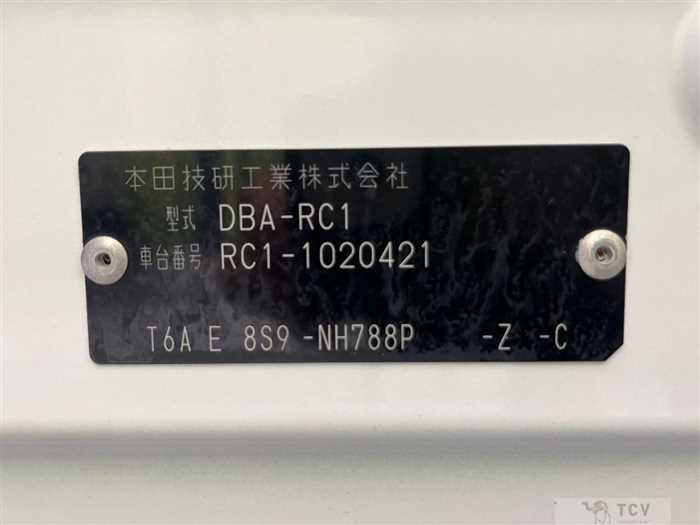 本田技研工業株式会社
型式 DBA-RC1
車台番号 RC1-1020421
T6A E 8S9 -NH788P -Z -C
TCV